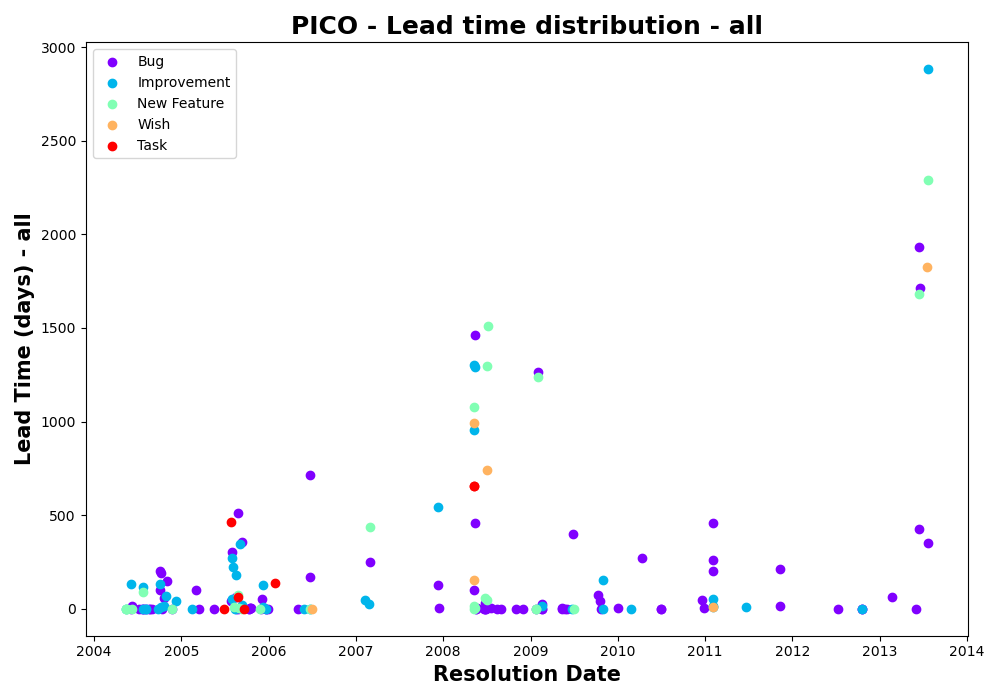 PICO - Lead time distribution - all
Lead Time (days) - all
3000
2500
2000
1500
1000
500
0
Bug
Improvement
New Feature
Wish
Task
2004 2005 2006 2007 2008 2009 2010 2011 2012 2013 2014
Resolution Date